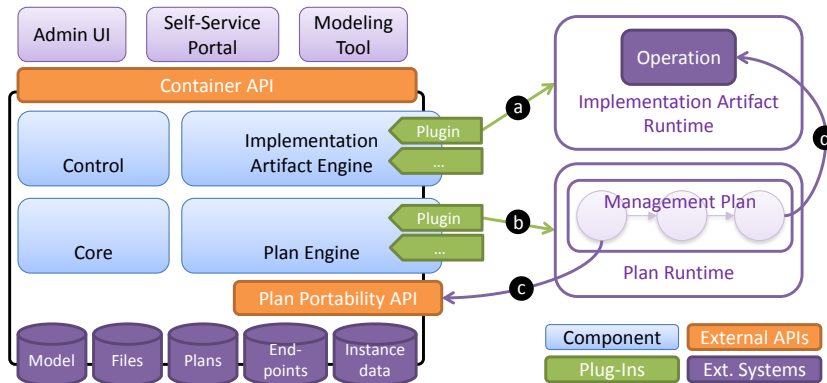 Admin UI
Self-Service
Portal
Modeling
Tool
Container API
Control
Implementation
Artifact Engine
Plugin
...
Core
Plan Engine
Plugin
...
Plan Portability API
Model
Files
Plans
End-
points
Instance
data
a
b
c
d
Operation
Implementation Artifact
Runtime
Management Plan
Plan Runtime
Component
External APIs
Plug-Ins
Ext. Systems